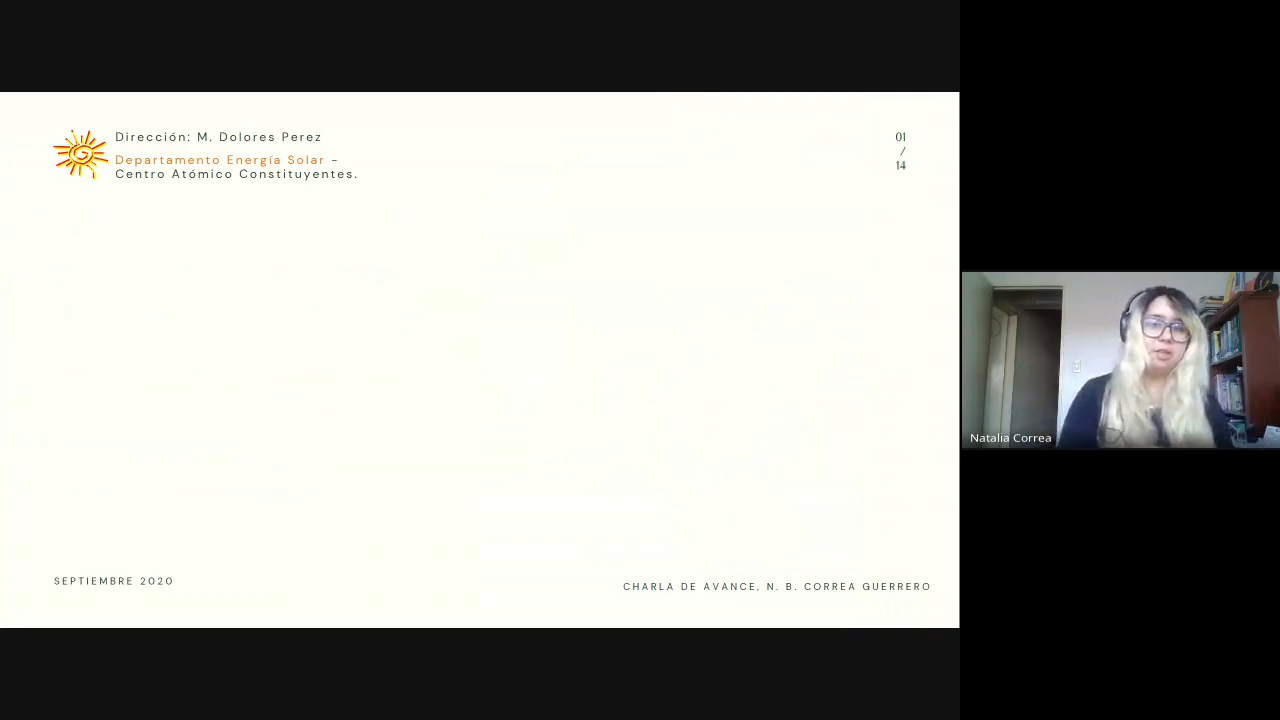 Dirección: M. Dolores Perez
Departamento Energía Solar –
Centro Atómico Constituyentes.
01
/
14
SEPTIEMBRE 2020
CHARLA DE AVANCE, N. B. CORREA GUERRERO
Natalia Correa